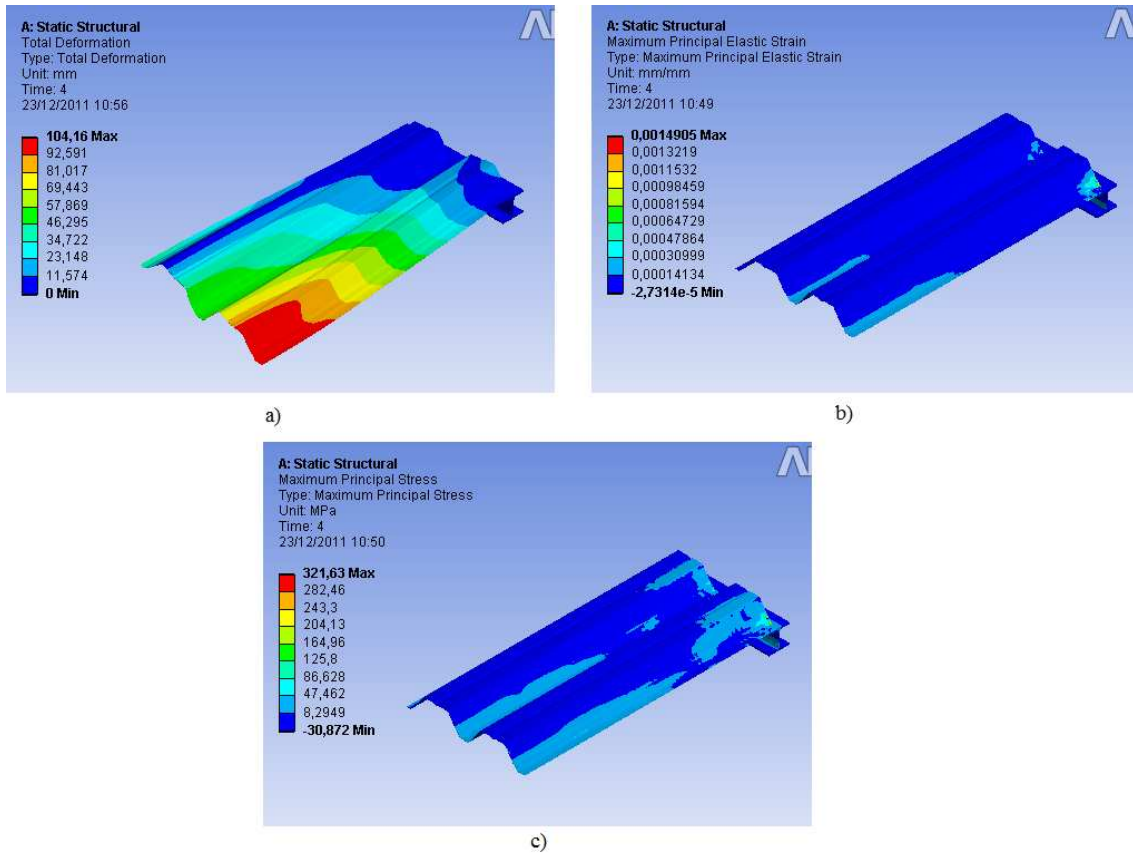 A: Static Structural
Total Deformation
Type: Total Deformation
Unit: mm
Time: 4
23/12/2011 10:56
104,16 Max
92,591
81,017
69,443
57,869
46,295
34,722
23,148
11,574
0 Min
a)
A: Static Structural
Maximum Principal Elastic Strain
Type: Maximum Principal Elastic Strain
Unit: mm/mm
Time: 4
23/12/2011 10:49
0,0014905 Max
0,0013219
0,0011532
0,00098459
0,00081594
0,00064729
0,00047864
0,00030999
0,00014134
-2,7314e-5 Min
b)
A: Static Structural
Maximum Principal Stress
Type: Maximum Principal Stress
Unit: MPa
Time: 4
23/12/2011 10:50
321,63 Max
282,46
243,3
204,13
164,96
125,8
86,628
47,462
8,2949
-30,872 Min
c)